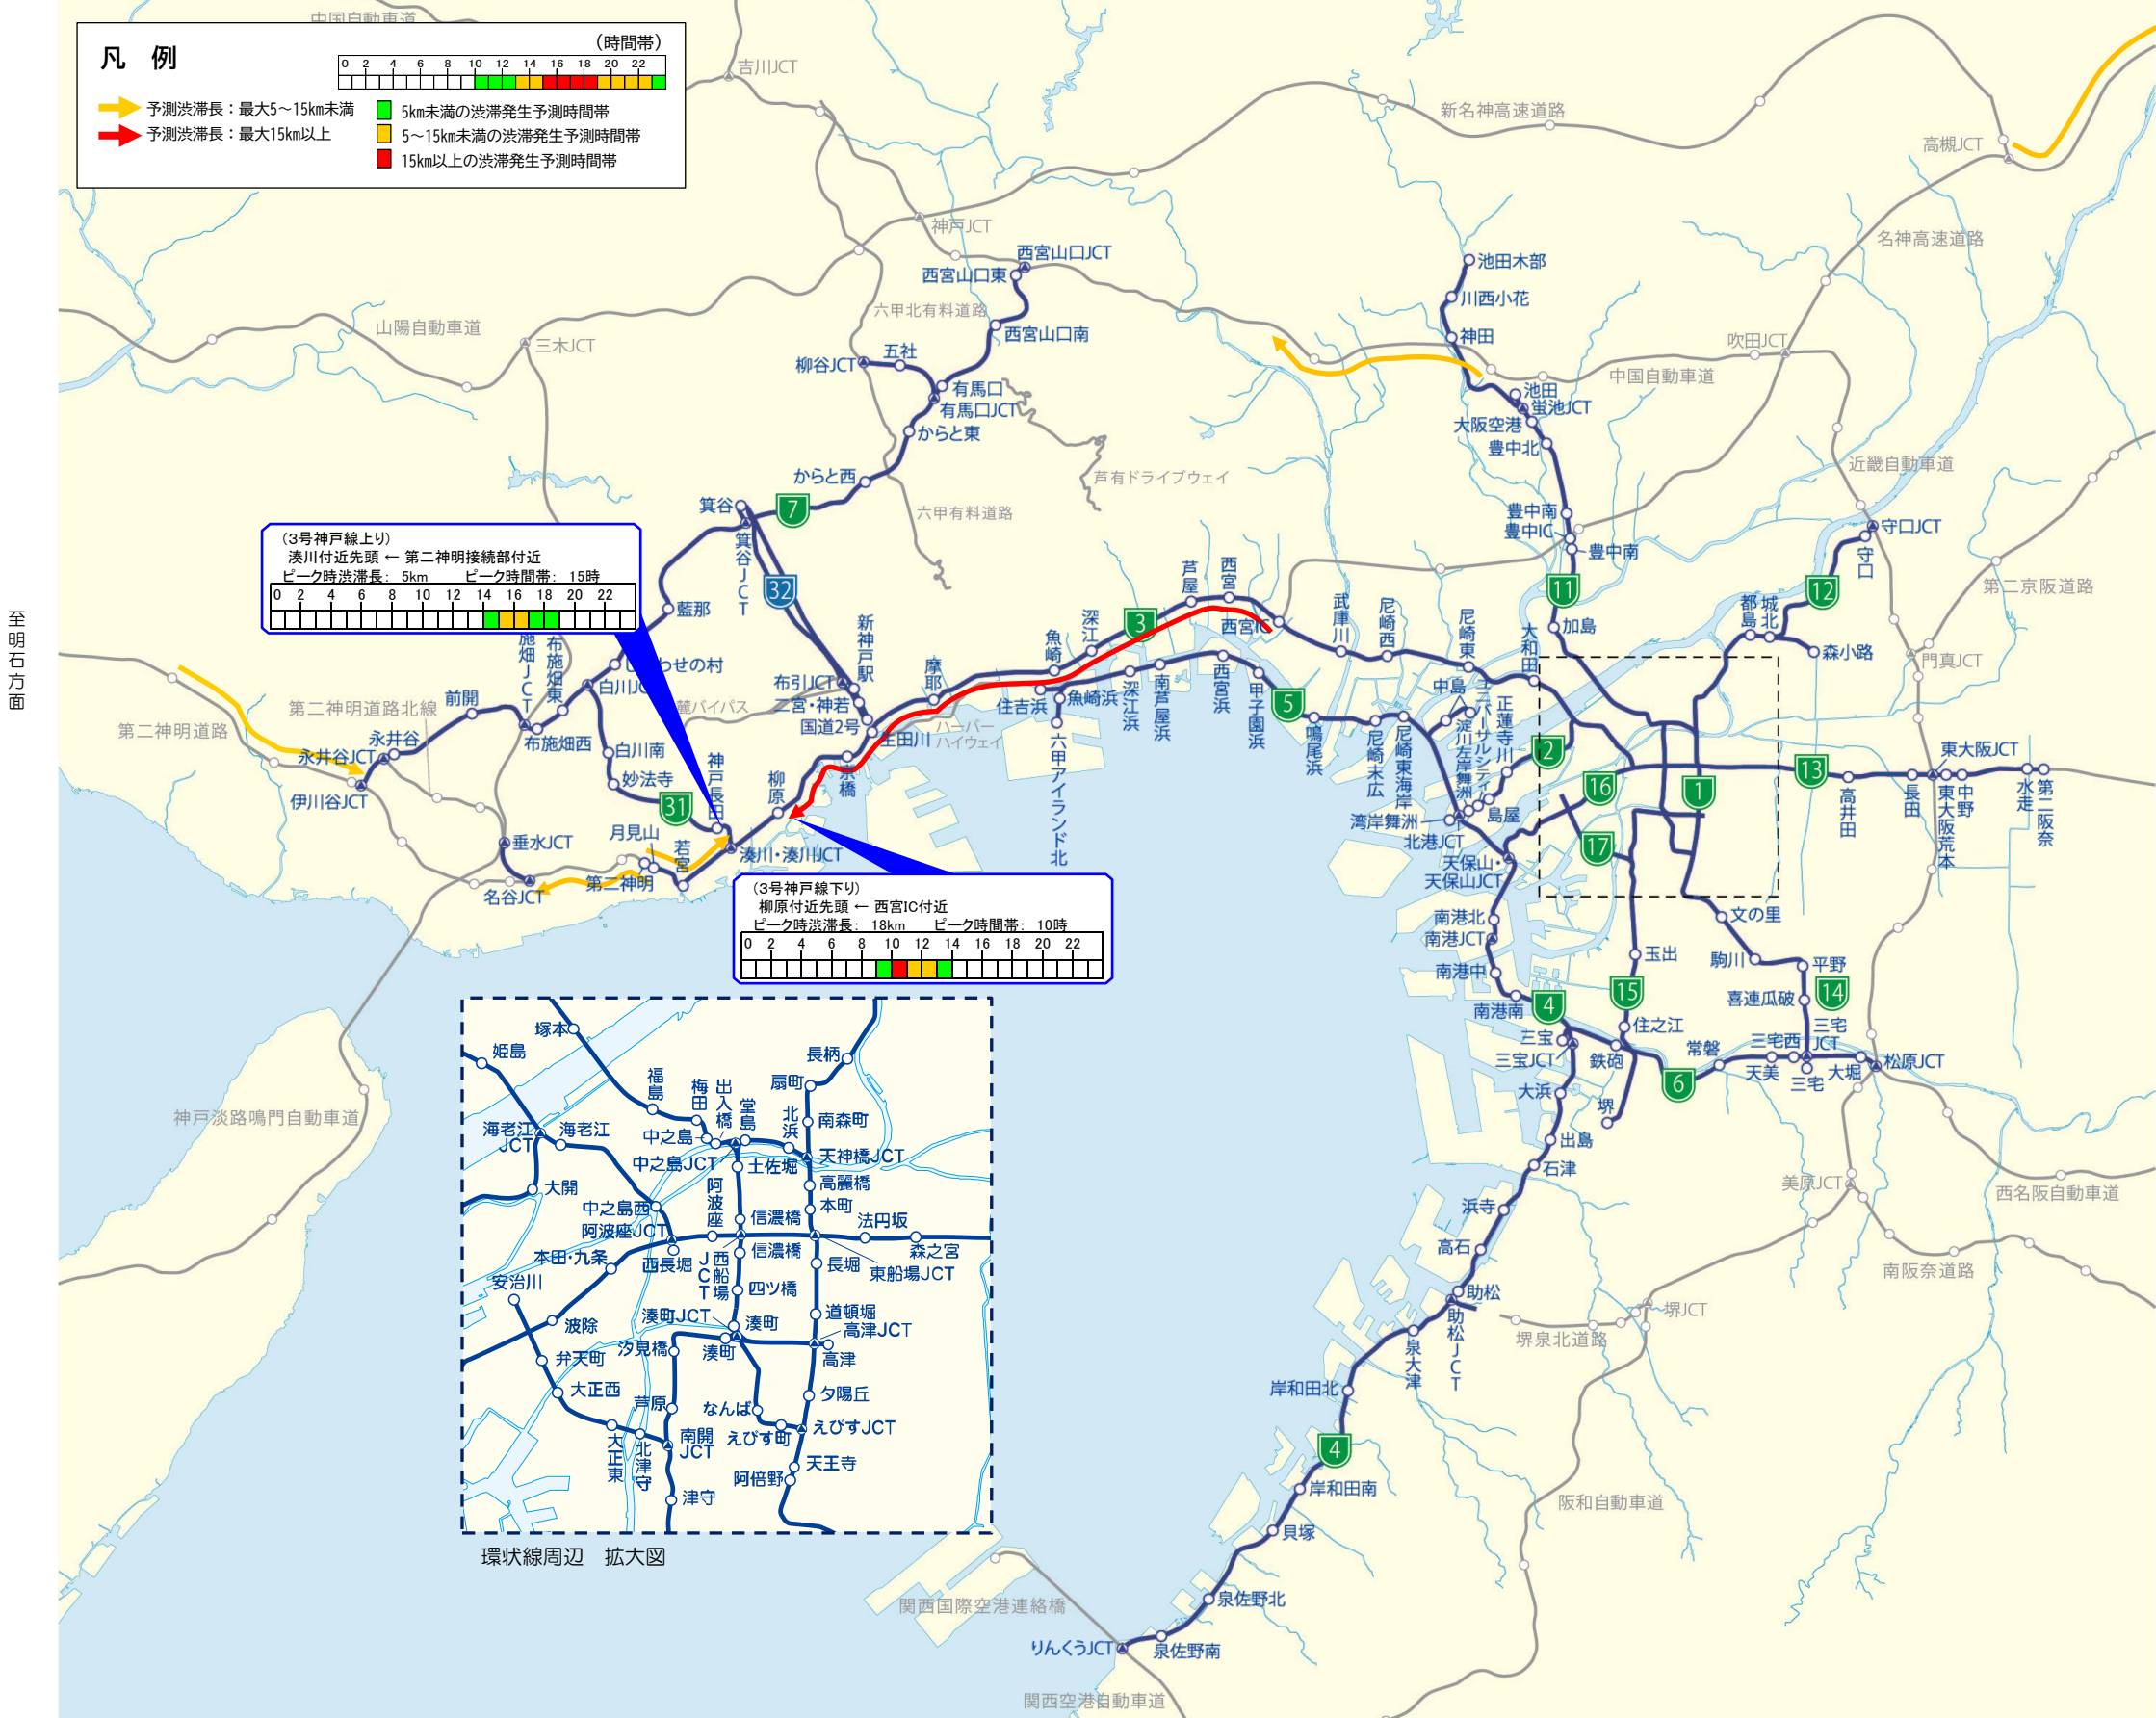 中国自動車道
凡　例
(時間帯)
0 2 4 6 8 10 12 14 16 18 20 22
予測渋滞長：最大5～15km未満
予測渋滞長：最大15km以上
5km未満の渋滞発生予測時間帯
5～15km未満の渋滞発生予測時間帯
15km以上の渋滞発生予測時間帯
吉川JCT
新名神高速道路
高槻JCT
神戸JCT
名神高速道路
西宮山口JCT
西宮山口東
池田木部
川西小花
六甲北有料道路
山陽自動車道
三木JCT
西宮山口南
神田
吹田JCT
柳谷JCT
五社
中国自動車道
有馬口
有馬口JCT
池田
蛍池JCT
大阪空港
からと東
豊中北
近畿自動車道
からと西
芦有ドライブウェイ
箕谷
7
六甲有料道路
豊中南
豊中IC
豊中南
守口JCT
守口
箕谷JCT
(3号神戸線上り)
湊川付近先頭 ← 第二神明接続部付近
ピーク時渋滞長： 5km　ピーク時間帯： 15時
0 2 4 6 8 10 12 14 16 18 20 22
32
藍那
芦屋
西宮
11
12
第二京阪道路
至明石方面
新神戸駅
魚崎
深江
3
西宮IC
武庫川
尼崎西
尼崎東
大和田
加島
都島
城北
森小路
門真JCT
布施畑東
白川JC
摩耶
布引JCT
二宮・神若
国道2号
生田川
住吉浜
魚崎浜
深江浜
南芦屋浜
西宮浜
甲子園浜
5
鳴尾浜
尼崎末広
尼崎東海岸
中島
淀川左岸舞洲
ユニバーサルシティ
正蓮寺川
2
前開
第二神明道路北線
第二神明道路
永井谷
永井谷JCT
伊川谷JCT
布施畑西
白川南
妙法寺
31
神戸長田
柳原
京橋
ハーバー
ハイウェイ
六甲アイランド北
湾岸舞洲
島屋
北港JCT
16
1
13
17
東大阪JCT
高井田
長田
中野
東大阪荒本
水走
第二阪奈
垂水JCT
月見山
若宮
湊川・湊川JCT
名谷JCT
第二神明
天保山・
天保山JCT
(3号神戸線下り)
柳原付近先頭 ← 西宮IC付近
ピーク時渋滞長： 18km　ピーク時間帯： 10時
0 2 4 6 8 10 12 14 16 18 20 22
南港北
南港JCT
南港中
南港南
4
文の里
玉出
駒川
平野
喜連瓜破
14
15
三宝
三宝JCT
住之江
鉄砲
常磐
三宅西
三宅
JCT
天美
三宅
大堀
松原JCT
6
大浜
堺
出島
石津
浜寺
高石
助松
助松JCT
泉大津
岸和田北
4
岸和田南
貝塚
泉佐野北
泉佐野南
りんくうJCT
関西国際空港連絡橋
関西空港自動車道
阪和自動車道
堺泉北道路
堺JCT
美原JCT
南阪奈道路
西名阪自動車道
神戸淡路鳴門自動車道
塚本
姫島
長柄
福島
梅田
出入橋
堂島
扇町
北浜
南森町
海老江
JCT
海老江
中之島
中之島JCT
土佐堀
天神橋JCT
高麗橋
本町
大開
中之島西
阿波座
阿波座JCT
信濃橋
法円坂
森之宮
本田・九条
西長堀
西船場JCT
信濃橋
長堀
東船場JCT
安治川
四ツ橋
波除
湊町JCT
湊町
道頓堀
高津JCT
汐見橋
湊町
高津
弁天町
大正西
芦原
なんば
夕陽丘
えびす町
えびすJCT
大正東
北津守
南開
JCT
天王寺
阿倍野
津守
環状線周辺　拡大図